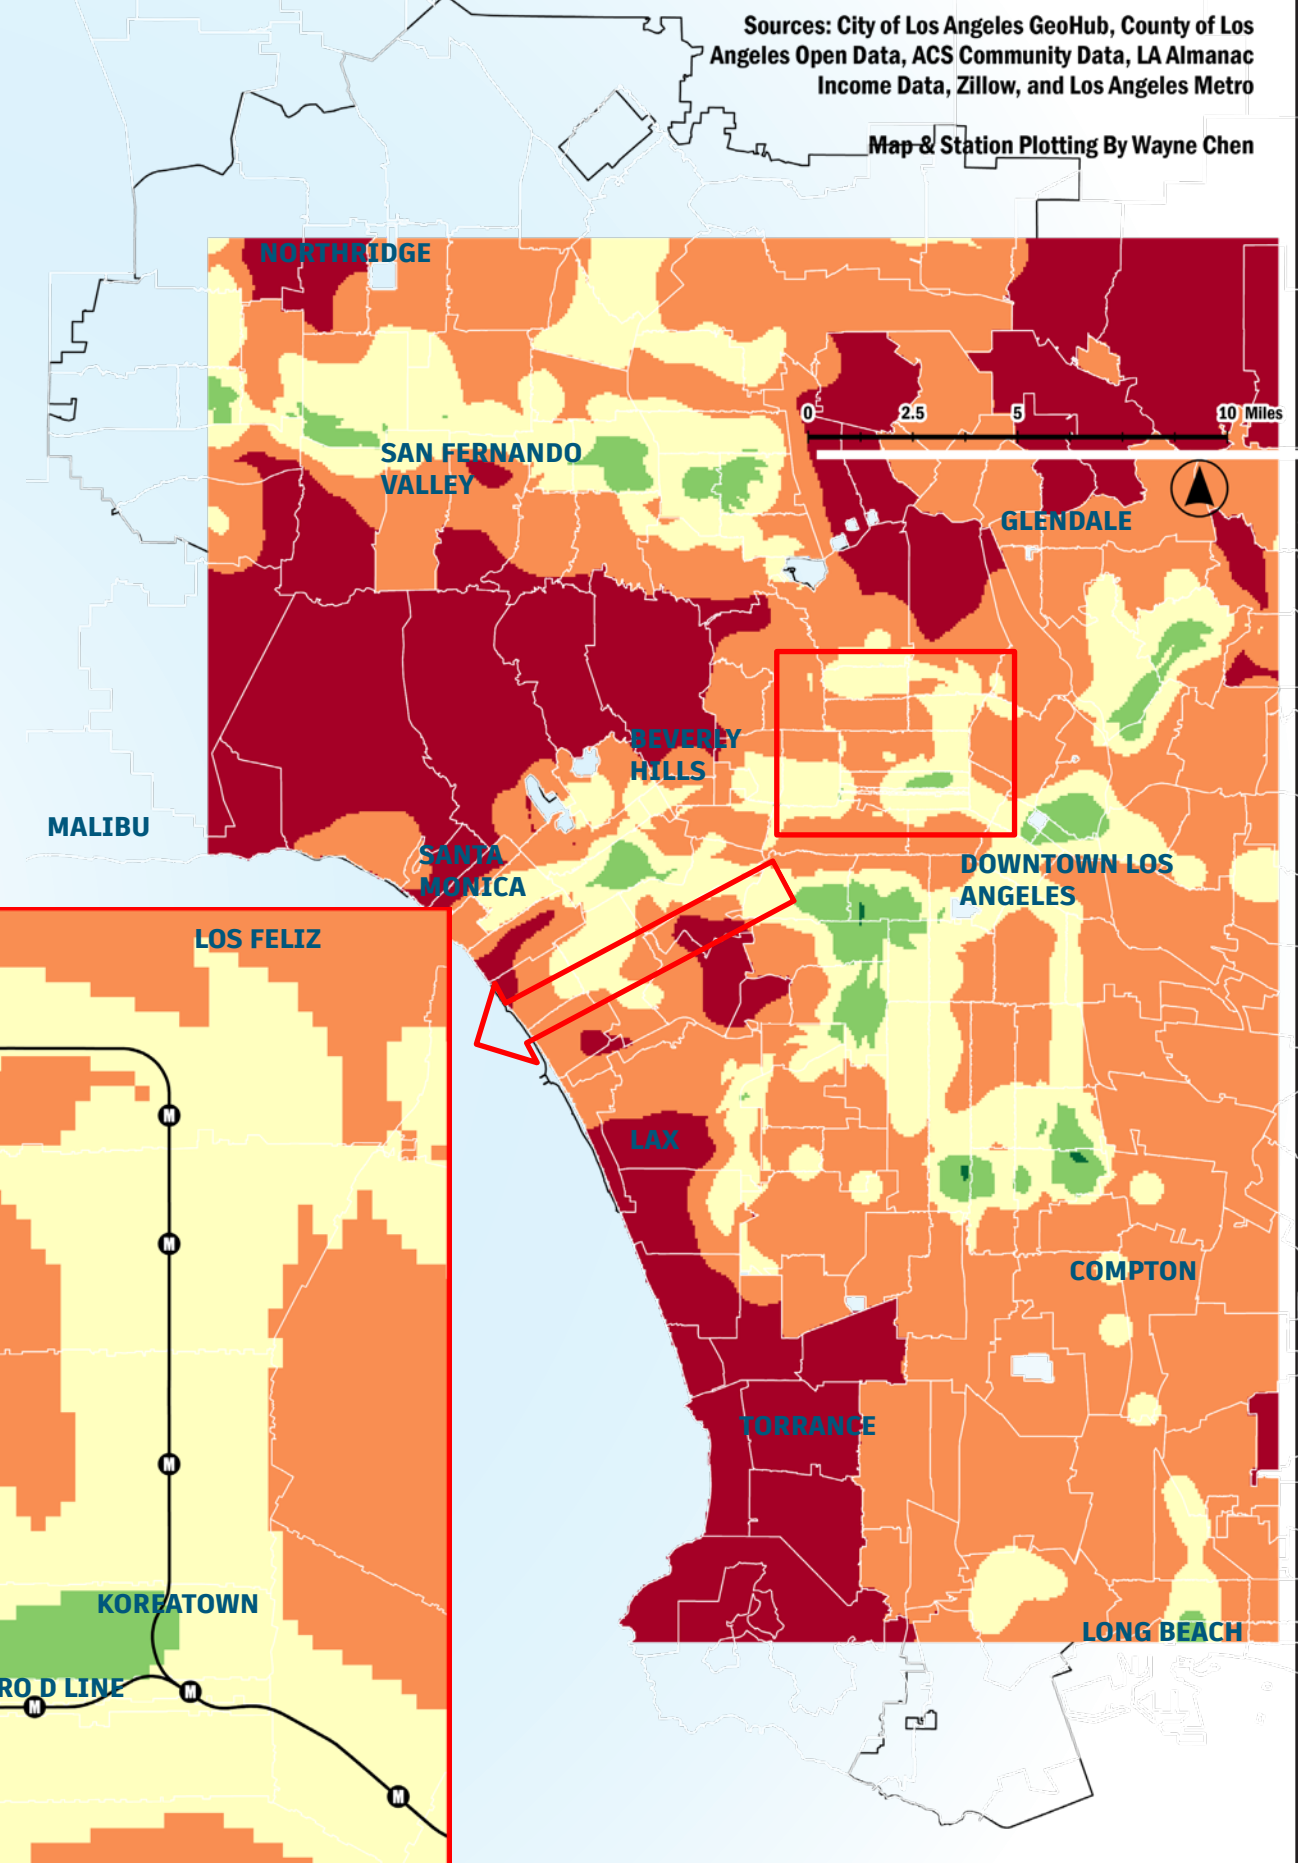 Sources: City of Los Angeles GeoHub, County of Los
Angeles Open Data, ACS Community Data, LA Almanac
Income Data, Zillow, and Los Angeles Metro
Map & Station Plotting By Wayne Chen
NORTHRIDGE
0 2.5 5 10 Miles
SAN FERNANDO
VALLEY
GLENDALE
BEVERLY
HILLS
MALIBU
SANTA
MONICA
DOWNTOWN LOS
ANGELES
LOS FELIZ
M
LAX
M
COMPTON
TORRANCE
M
KOREATOWN
LONG BEACH
RO D LINE
M
M
M